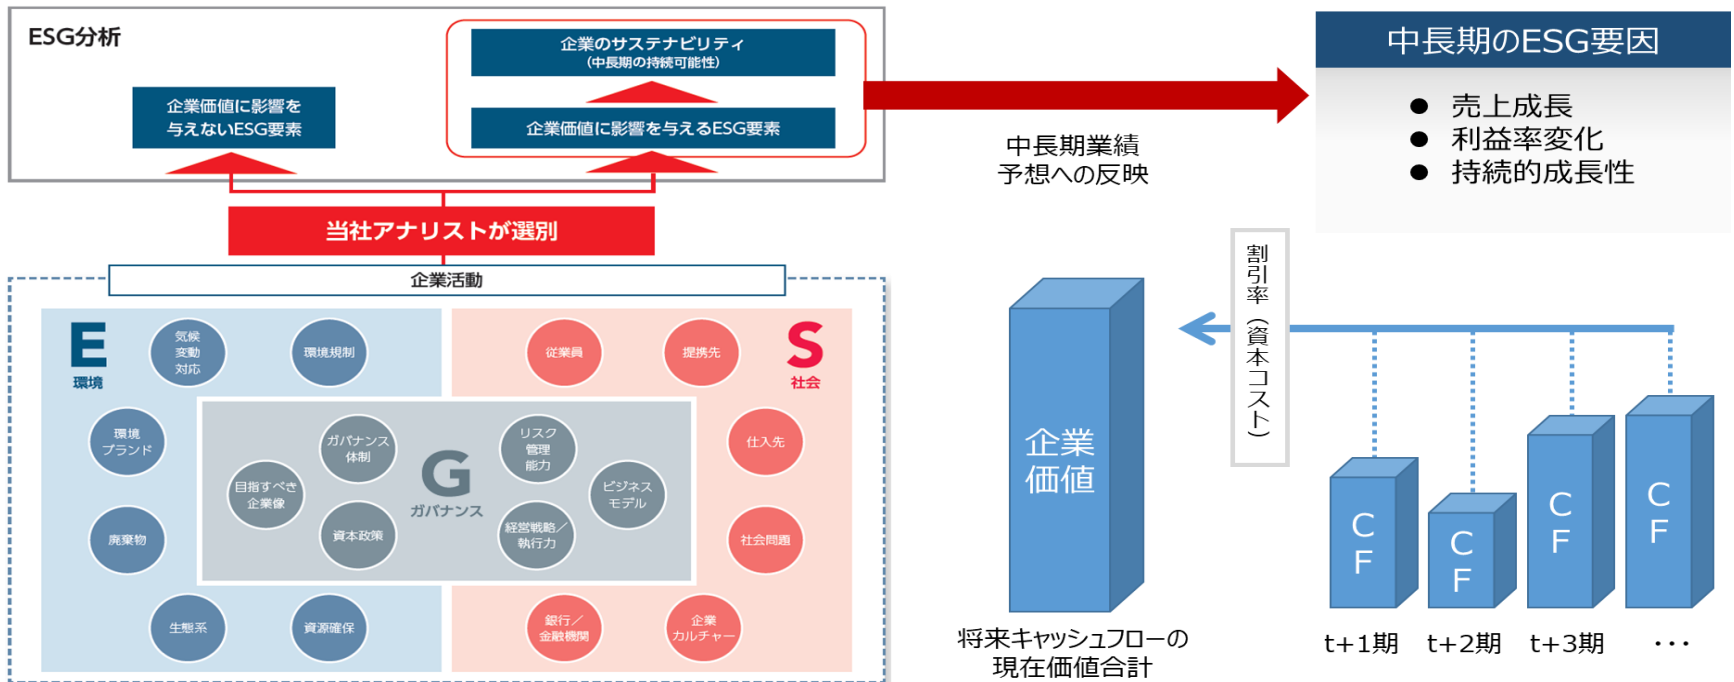 ESG分析
企業のサステナビリティ
(中長期の持続可能性)
企業価値に影響を
与えないESG要素
企業価値に影響を与えるESG要素
当社アナリストが選別
中長期業績
予想への反映
中長期のESG要因
● 売上成長
● 利益率変化
● 持続的成長性
企業活動
E
環境
気候
変動
対応
環境規制
環境
ブランド
廃棄物
生態系
資源確保
S
社会
従業員
提携先
仕入先
社会問題
銀行／
金融機関
企業
カルチャー
G
ガバナンス
ガバナンス
体制
リスク
管理
能力
目指すべき
企業像
ビジネス
モデル
資本政策
経営戦略／
執行力
企業
価値
将来キャッシュフローの
現在価値合計
割引率（資本コスト）
CF
CF
CF
CF
t+1期
t+2期
t+3期
・・・